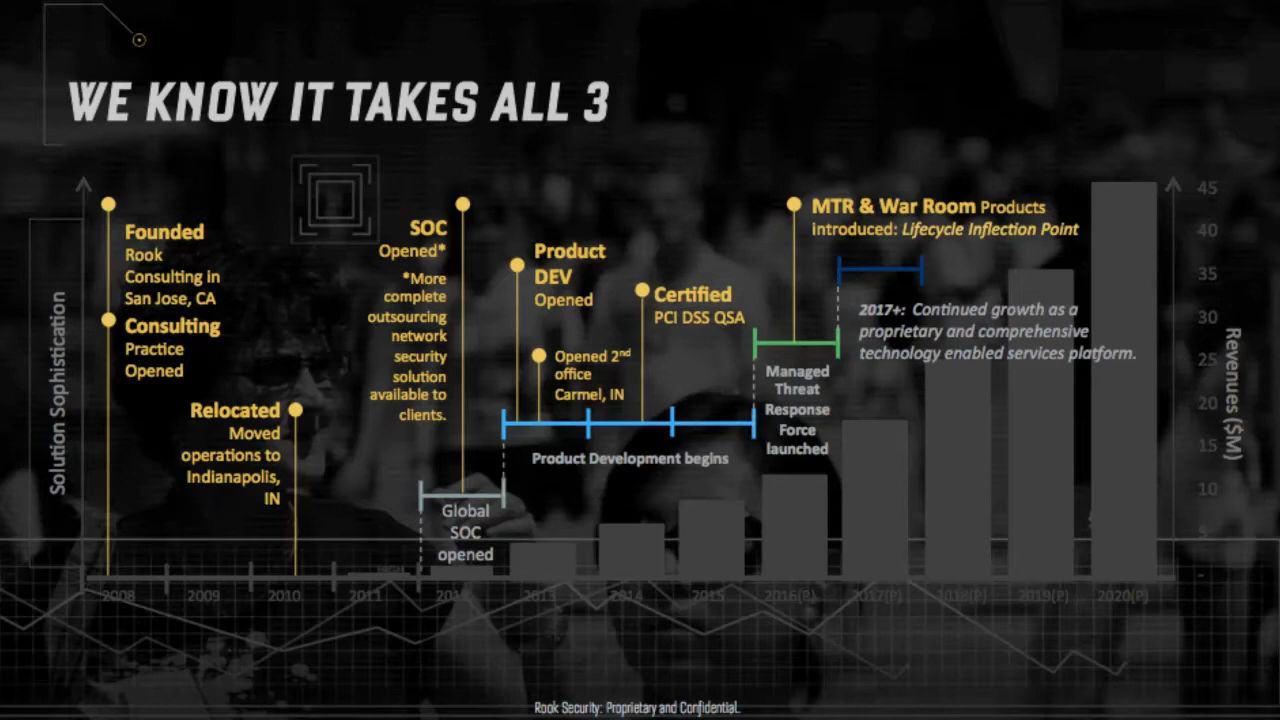 WE KNOW IT TAKES ALL 3
Solution Sophistication
Founded
Rook
Consulting in
San Jose, CA
Consulting
Practice
Opened
Relocated
Moved
operations to
Indianapolis,
IN
SOC
Opened*
*More
complete
outsourcing
network
security
solution
available to
clients.
Global
SOC
opened
Product
DEV
Opened
Opened 2nd
office
Carmel, IN
Certified
PCI DSS QSA
Product Development begins
MTR & War Room Products
introduced: Lifecycle Inflection Point
Managed
Threat
Response
Force
launched
2017+: Continued growth as a
proprietary and comprehensive
technology enabled services platform.
45
40
35
30
25
20
15
10
5
-
Revenues ($M)
2008 2009 2010 2011 2013 2014 2015 2016(P) 2017(P) 2018(P) 2019(P) 2020(P)
Rook Security: Proprietary and Confidential.